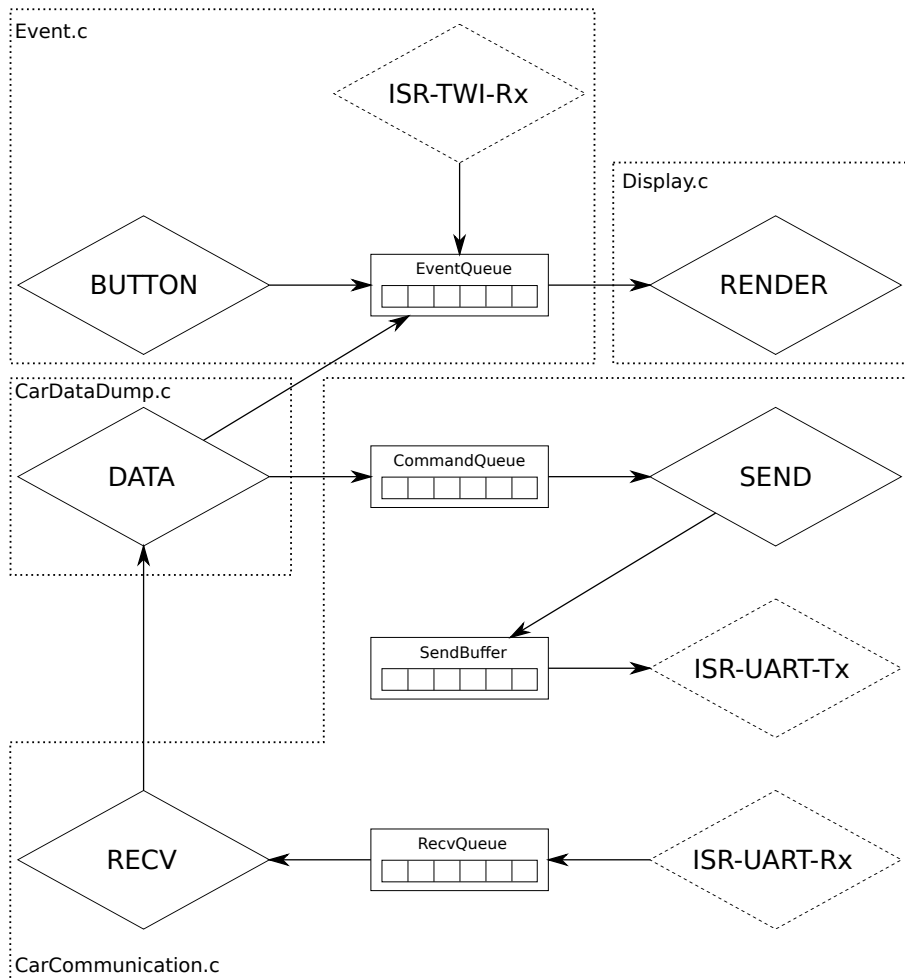 Event.c
ISR-TWI-Rx
Display.c
BUTTON
EventQueue
RENDER
CarDataDump.c
DATA
CommandQueue
SEND
SendBuffer
ISR-UART-Tx
RECV
RecvQueue
ISR-UART-Rx
CarCommunication.c